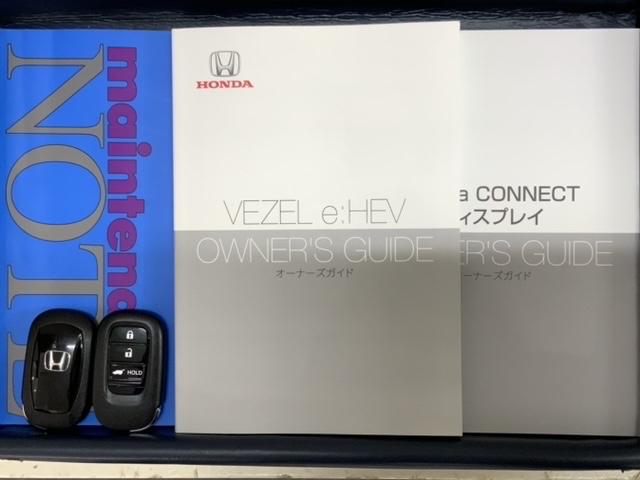 maintenanc
NOTE
HONDA
VEZEL e:HEV
OWNER'S GUIDE
オーナーズガイド
a CONNECT
ィスプレイ
ER'S GUIDE
ーナーズガイド
HOLD